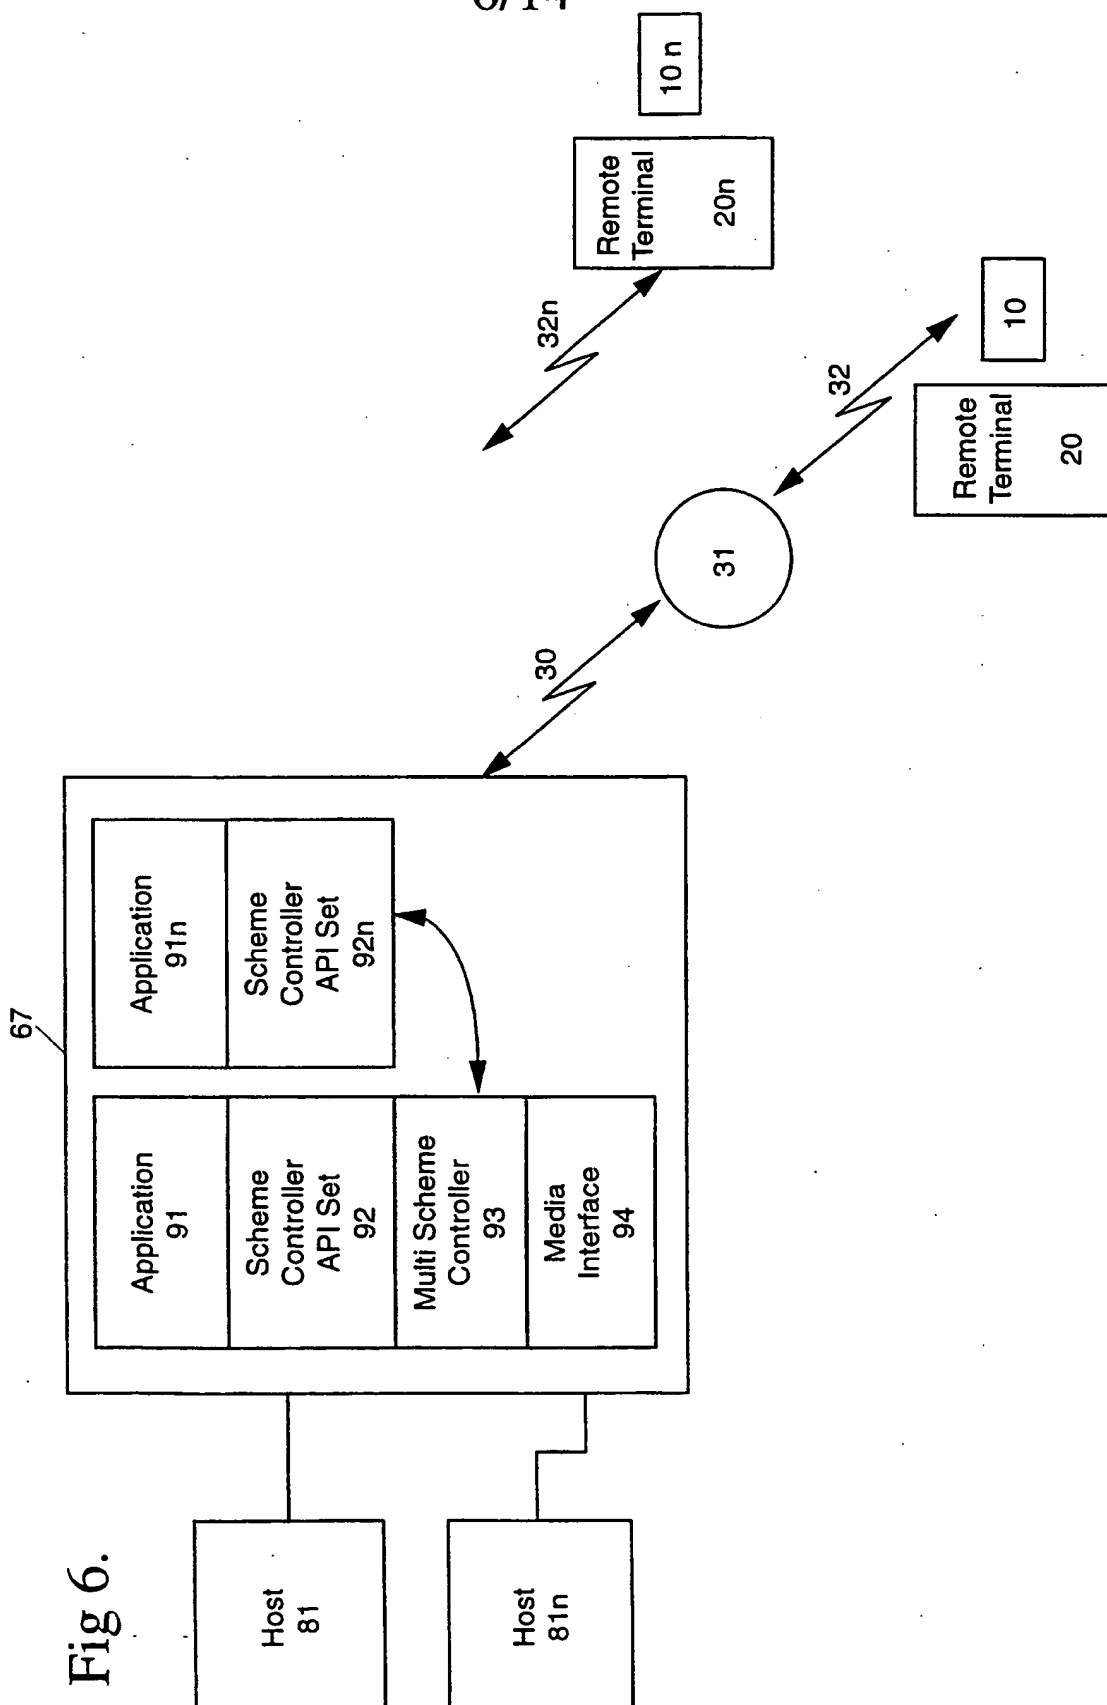 6/14
Fig 6.
67
Host
81
Host
81n
Application
91
Scheme
Controller
API Set
92
Multi Scheme
Controller
93
Media
Interface
94
Application
91n
Scheme
Controller
API Set
92n
30
31
32
32n
Remote
Terminal
20
10
Remote
Terminal
20n
10 n